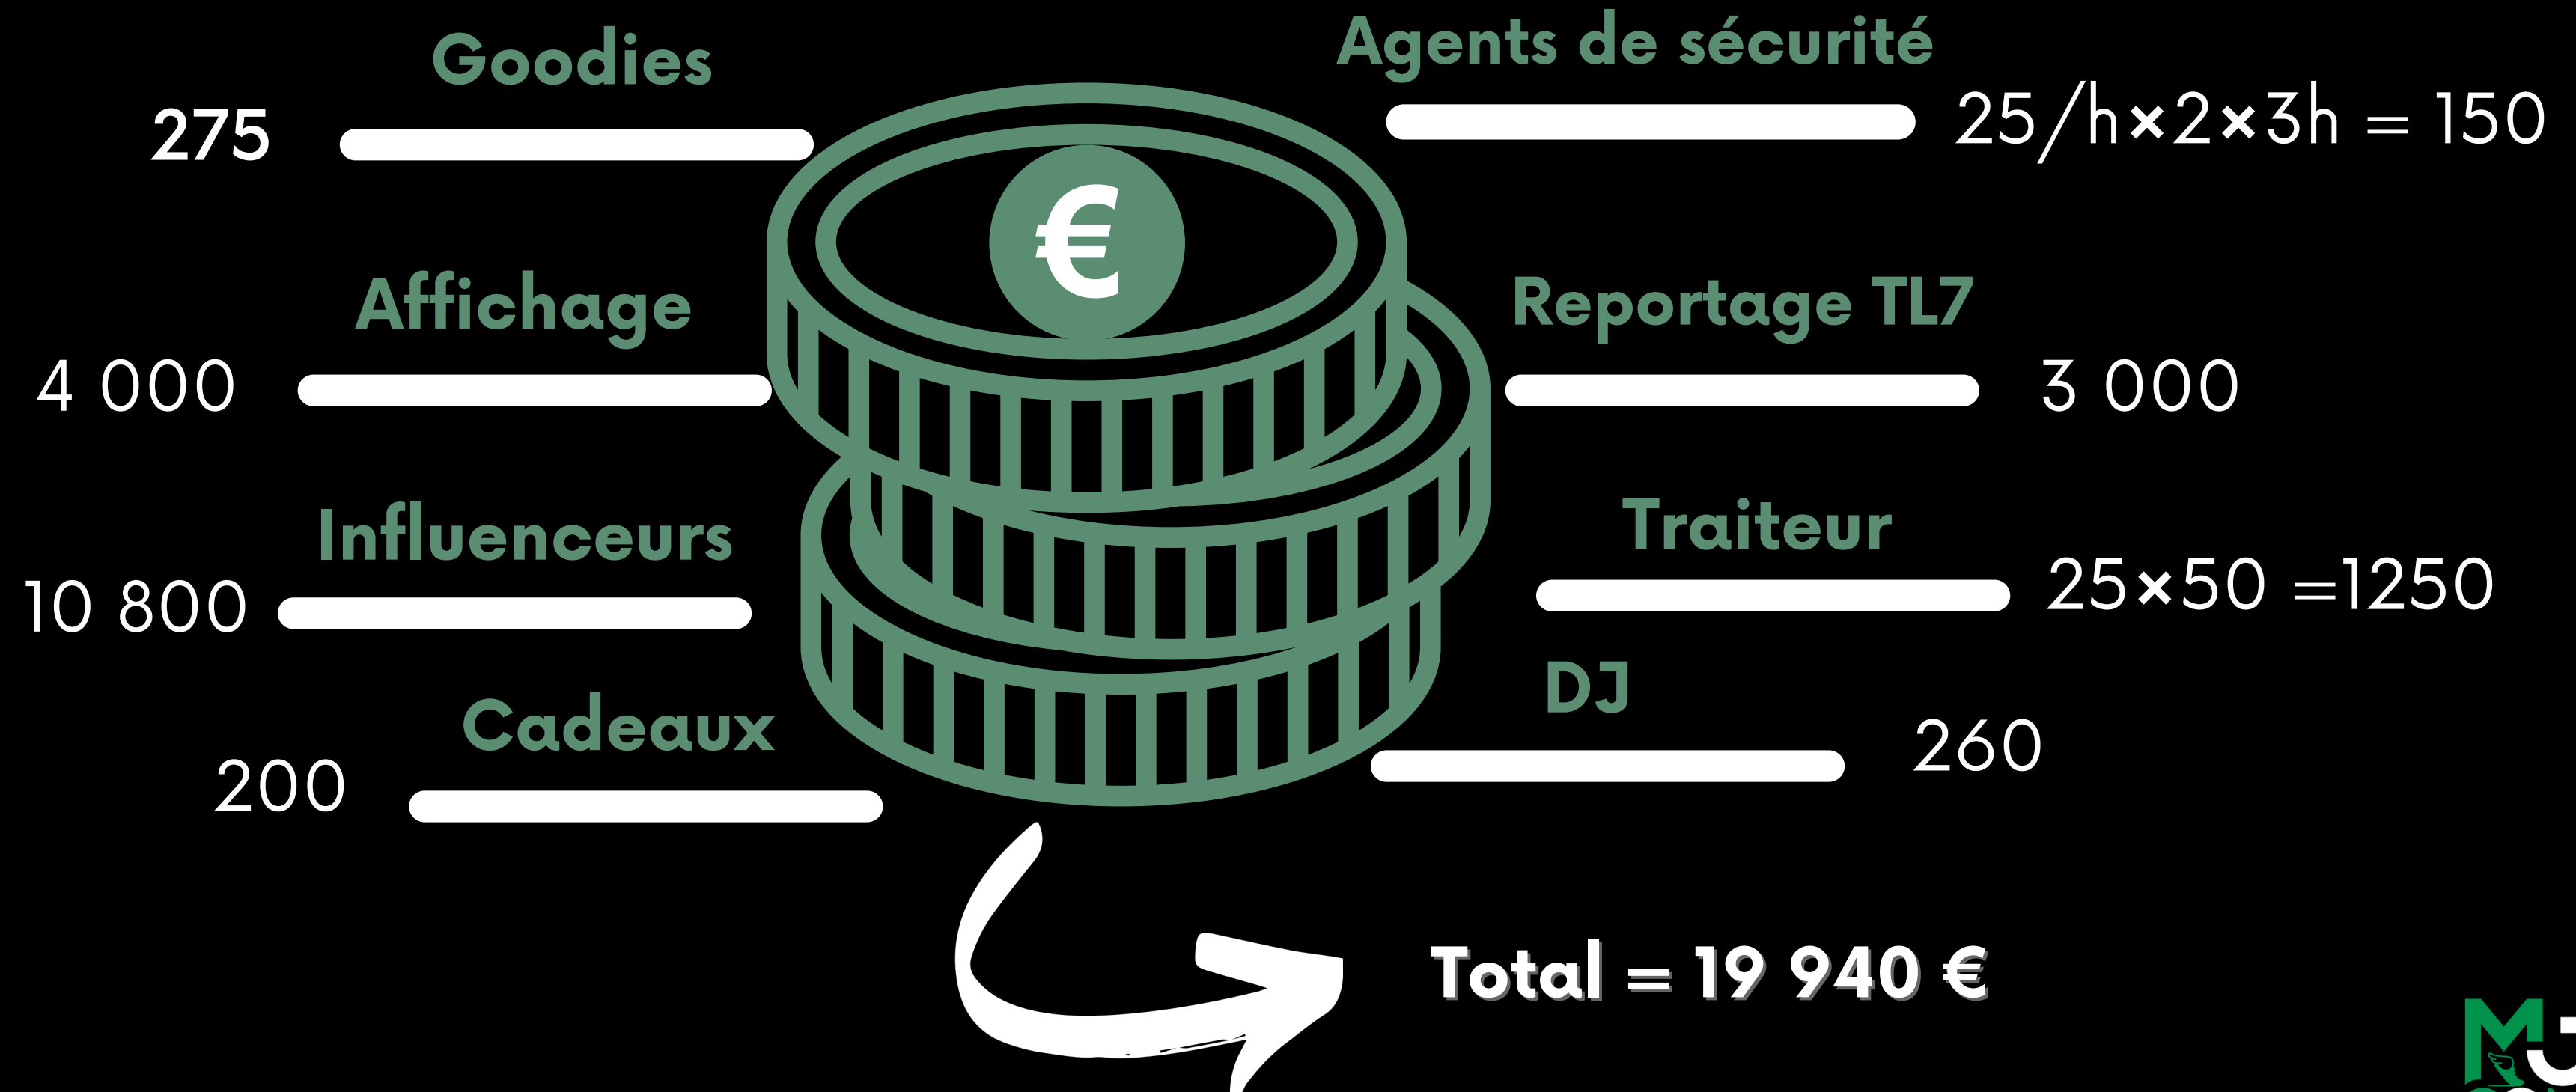 Goodies
275
Affichage
4 000
Influenceurs
10 800
Cadeaux
200
€
Agents de sécurité
25/h×2×3h = 150
Reportage TL7
3 000
Traiteur
25×50 =1250
DJ
260
Total = 19 940 €